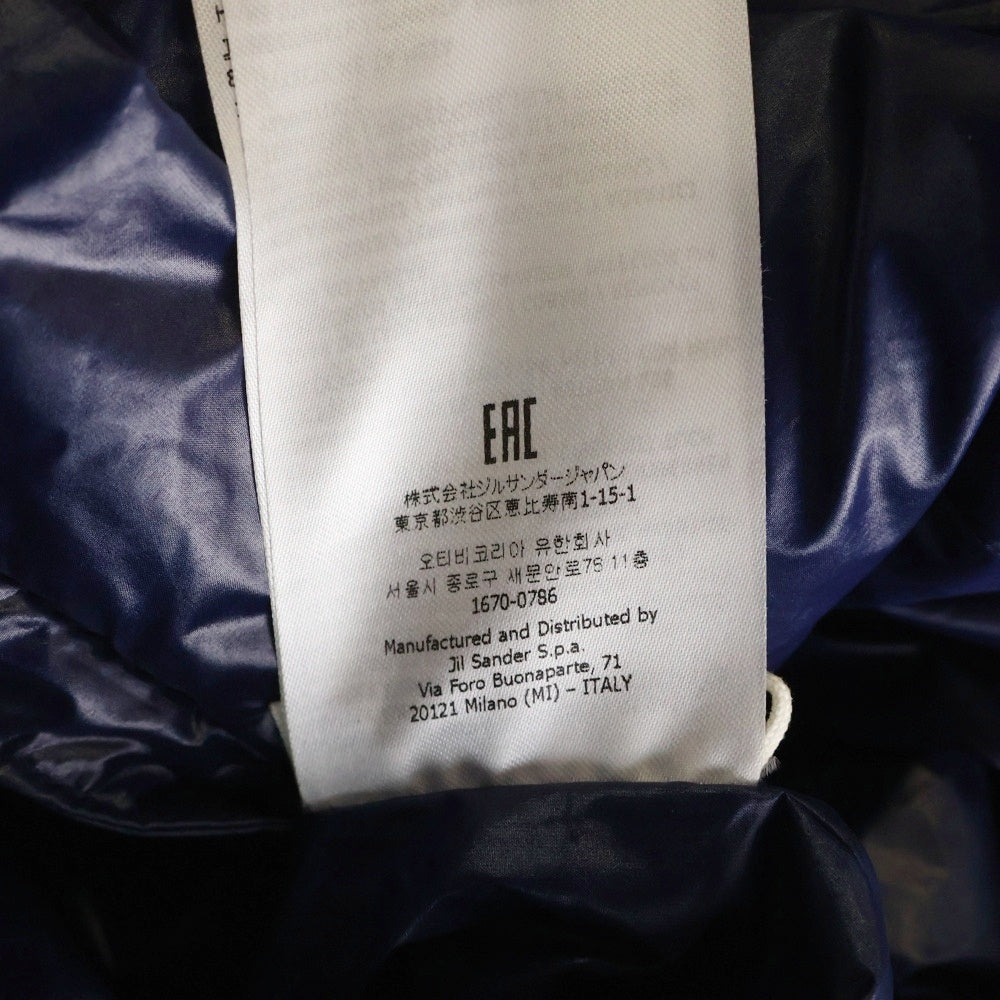 EAC
株式会社ジルサンダージャパン
東京都渋谷区恵比寿南1-15-1
오티비코리아 유한회사
서울시 종로구 새문안로76 11층
1670-0786
Manufactured and Distributed by
Jil Sander S.p.a.
Via Foro Buonaparte, 71
20121 Milano (MI) – ITALY